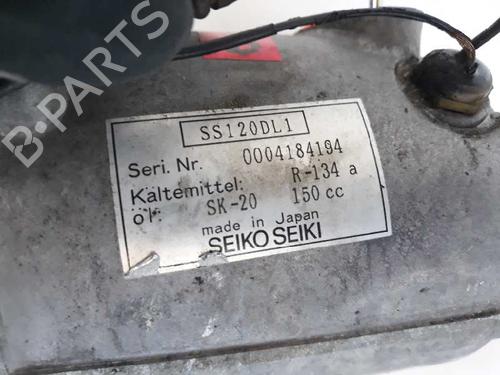 B-PARTS
SS120DL1
Seri. Nr. 0004184194
Kältemittel: R-134 a
öl: SK-20 150 cc
made in Japan
SEIKO SEIKI